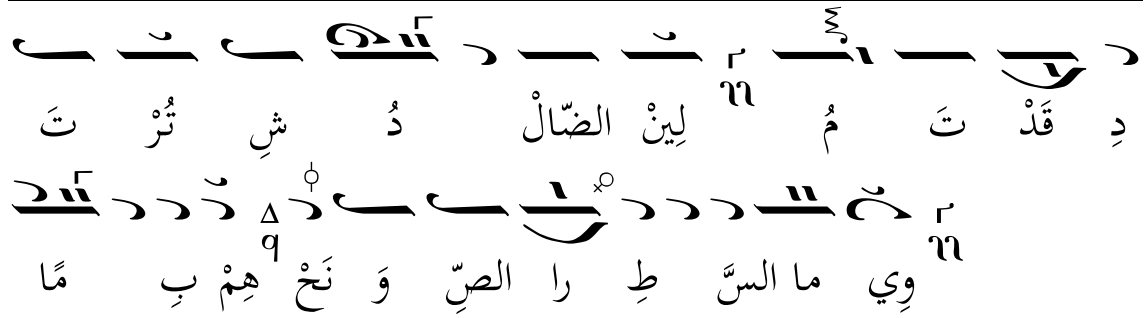 تَ تُرْ شِ دُ الضّالْ لِينْ مُ تَ قَدْ دِ
مًا بِ هِمْ نَحْ وَ الصِّ را طِ السَّ ما وِي